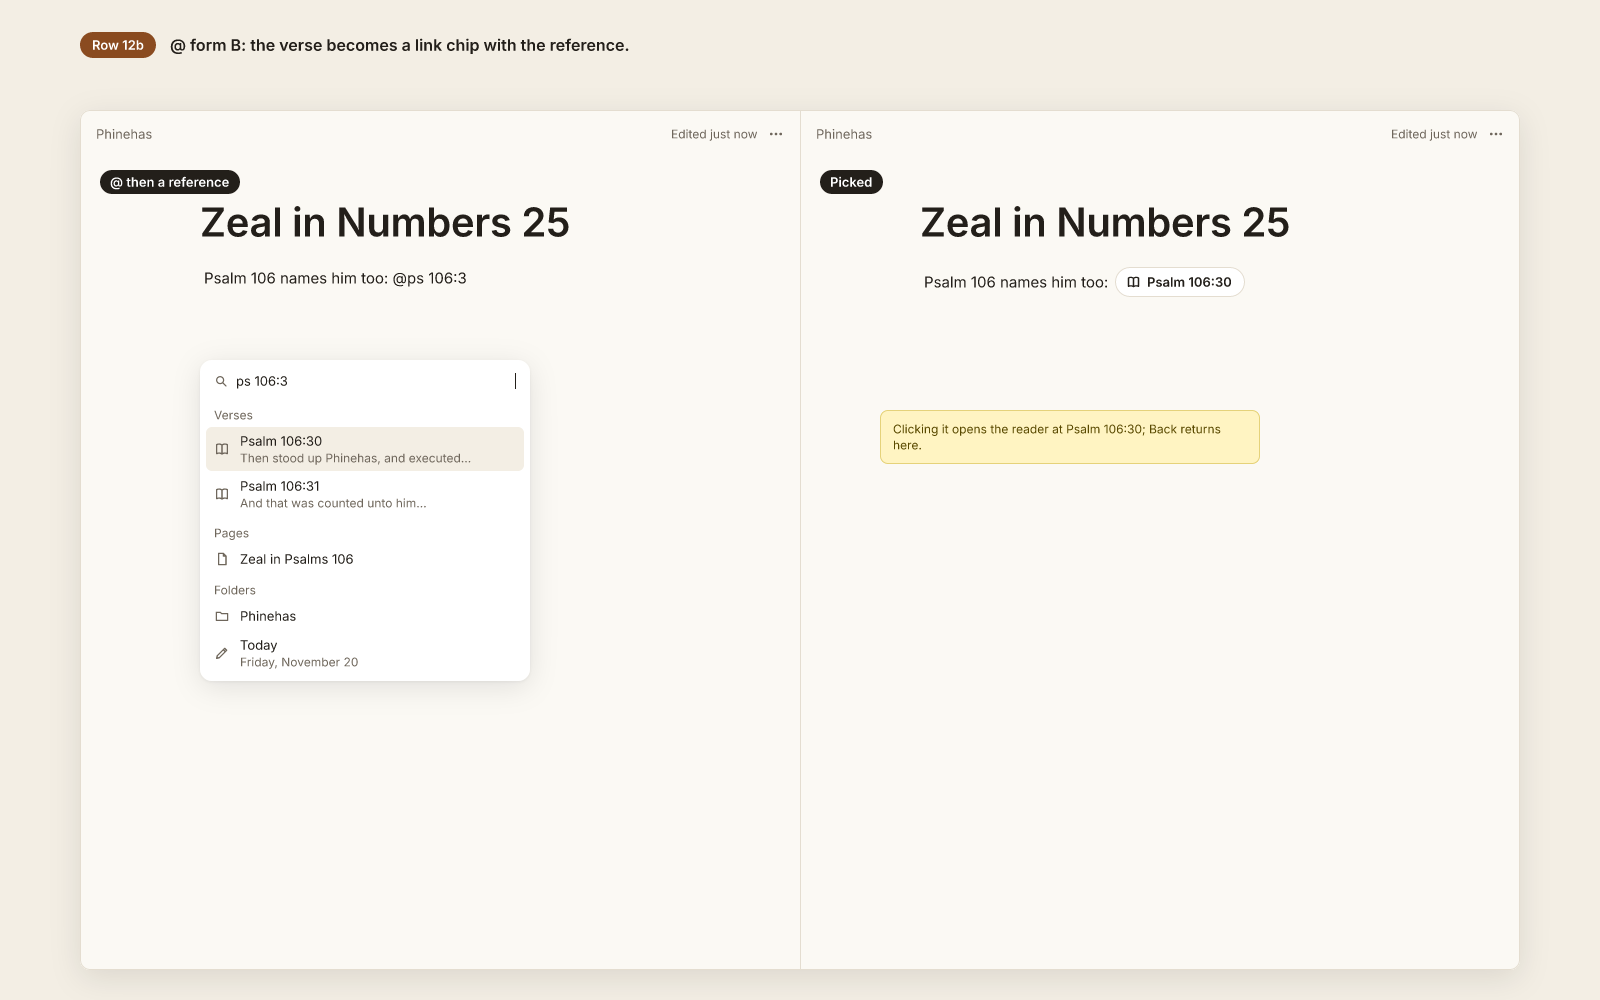 Row 12b
@ form B: the verse becomes a link chip with the reference.
Phinehas
Edited just now
@ then a reference
Zeal in Numbers 25
Psalm 106 names him too: @ps 106:3
ps 106:3
Verses
Psalm 106:30
Then stood up Phinehas, and executed...
Psalm 106:31
And that was counted unto him...
Pages
Zeal in Psalms 106
Folders
Phinehas
Today
Friday, November 20
Phinehas
Edited just now
Picked
Zeal in Numbers 25
Psalm 106 names him too: Psalm 106:30
Clicking it opens the reader at Psalm 106:30; Back returns
here.